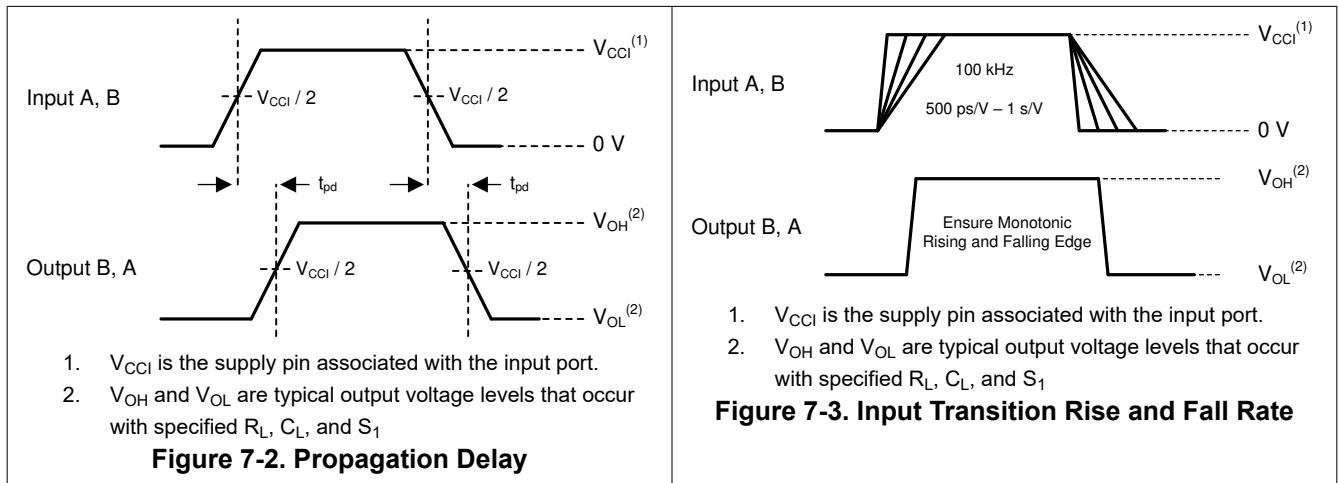 V_CCI^(1)
Input A, B
V_CCI / 2
V_CCI / 2
0 V
t_pd
t_pd
V_OH^(2)
Output B, A
V_CCI / 2
V_CCI / 2
V_OL^(2)
1. V_CCI is the supply pin associated with the input port.
2. V_OH and V_OL are typical output voltage levels that occur
with specified R_L, C_L, and S_1
Figure 7-2. Propagation Delay
V_CCI^(1)
Input A, B
100 kHz
500 ps/V – 1 s/V
0 V
V_OH^(2)
Output B, A
Ensure Monotonic
Rising and Falling Edge
V_OL^(2)
1. V_CCI is the supply pin associated with the input port.
2. V_OH and V_OL are typical output voltage levels that occur
with specified R_L, C_L, and S_1
Figure 7-3. Input Transition Rise and Fall Rate